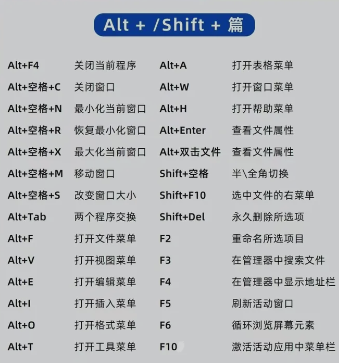 Alt + /Shift + 篇
Alt+F4 关闭当前程序 Alt+A 打开表格菜单
Alt+空格+C 关闭窗口 Alt+W 打开窗口菜单
Alt+空格+N 最小化当前窗口 Alt+H 打开帮助菜单
Alt+空格+R 恢复最小化窗口 Alt+Enter 查看文件属性
Alt+空格+X 最大化当前窗口 Alt+双击文件 查看文件属性
Alt+空格+M 移动窗口 Shift+空格 半\全角切换
Alt+空格+S 改变窗口大小 Shift+F10 选中文件的右菜单
Alt+Tab 两个程序交换 Shift+Del 永久删除所选项
Alt+F 打开文件菜单 F2 重命名所选项目
Alt+V 打开视图菜单 F3 在管理器中搜索文件
Alt+E 打开编辑菜单 F4 在管理器中显示地址栏
Alt+I 打开插入菜单 F5 刷新活动窗口
Alt+O 打开格式菜单 F6 循环浏览屏幕元素
Alt+T 打开工具菜单 F10 激活活动应用中菜单栏